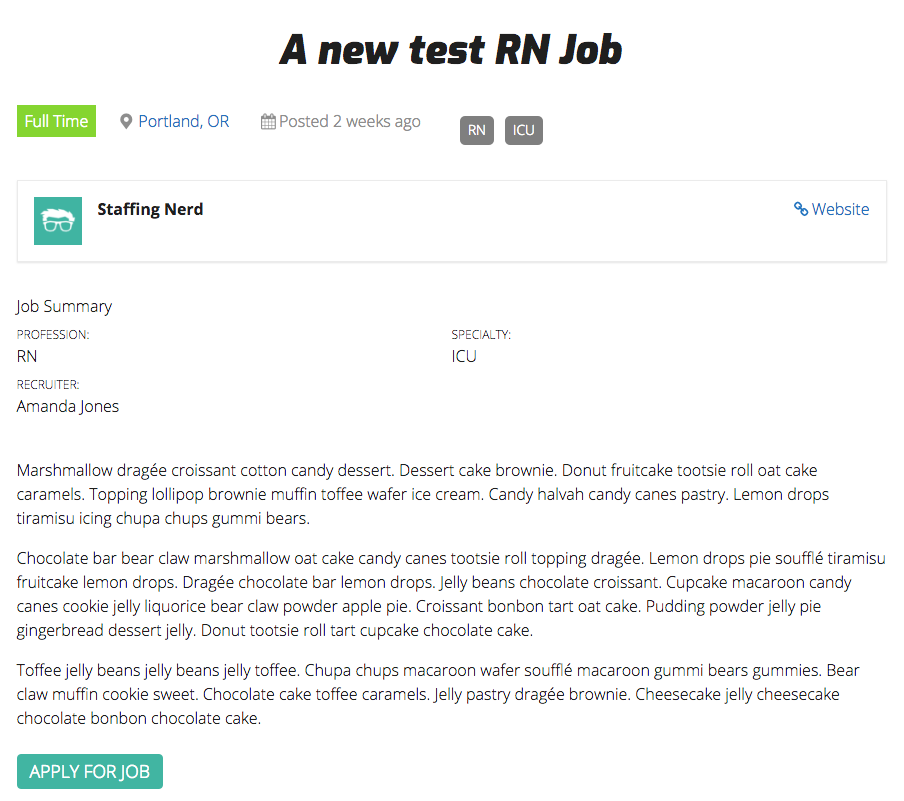 A new test RN Job
Full Time Portland, OR Posted 2 weeks ago RN ICU
Staffing Nerd Website
Job Summary
PROFESSION: SPECIALTY:
RN ICU
RECRUITER:
Amanda Jones
Marshmallow dragée croissant cotton candy dessert. Dessert cake brownie. Donut fruitcake tootsie roll oat cake
caramels. Topping lollipop brownie muffin toffee wafer ice cream. Candy halvah candy canes pastry. Lemon drops
tiramisu icing chupa chups gummi bears.
Chocolate bar bear claw marshmallow oat cake candy canes tootsie roll topping dragée. Lemon drops pie soufflé tiramisu
fruitcake lemon drops. Dragée chocolate bar lemon drops. Jelly beans chocolate croissant. Cupcake macaroon candy
canes cookie jelly liquorice bear claw powder apple pie. Croissant bonbon tart oat cake. Pudding powder jelly pie
gingerbread dessert jelly. Donut tootsie roll tart cupcake chocolate cake.
Toffee jelly beans jelly beans jelly toffee. Chupa chups macaroon wafer soufflé macaroon gummi bears gummies. Bear
claw muffin cookie sweet. Chocolate cake toffee caramels. Jelly pastry dragée brownie. Cheesecake jelly cheesecake
chocolate bonbon chocolate cake.
APPLY FOR JOB